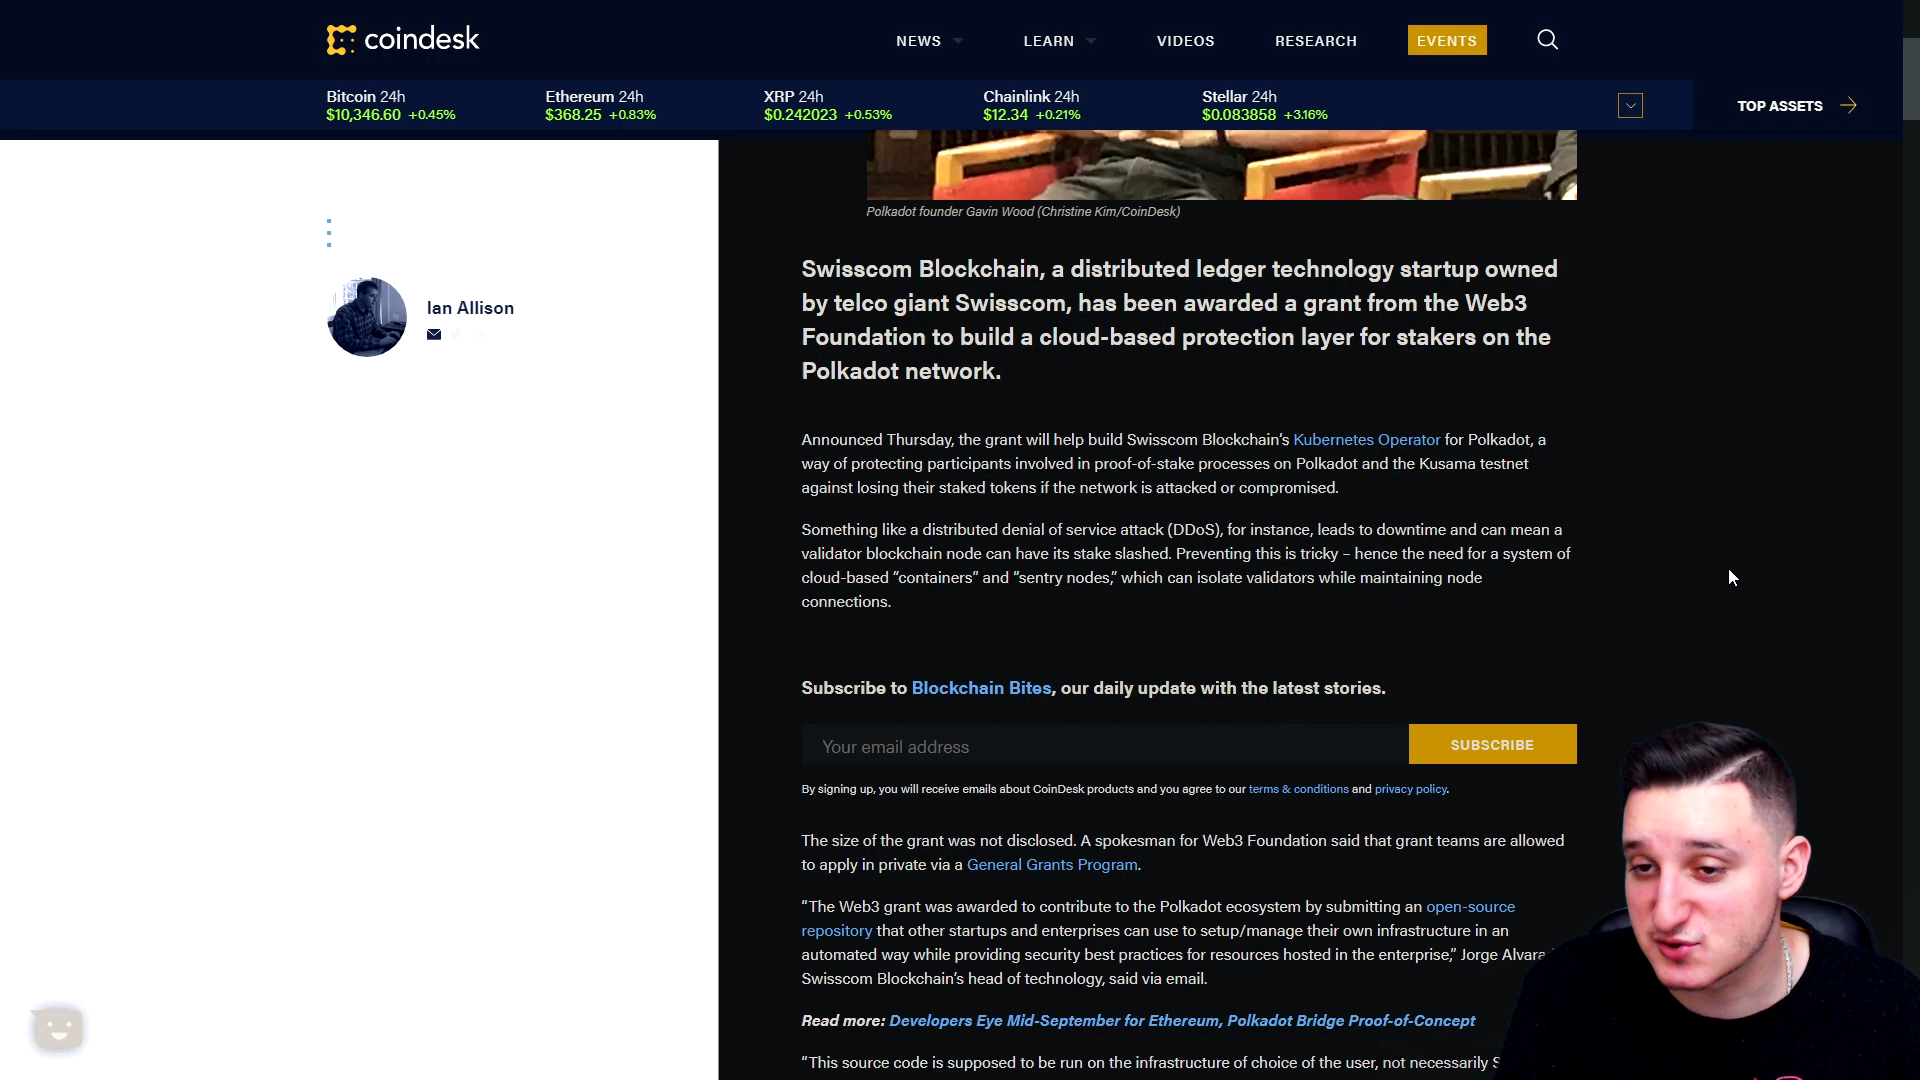 coindesk
NEWS
LEARN
VIDEOS
RESEARCH
EVENTS
Bitcoin 24h
$10,346.60 +0.45%
Ethereum 24h
$368.25 +0.83%
XRP 24h
$0.242023 +0.53%
Chainlink 24h
$12.34 +0.21%
Stellar 24h
$0.083858 +3.16%
TOP ASSETS
Polkadot founder Gavin Wood (Christine Kim/CoinDesk)
Ian Allison
Swisscom Blockchain, a distributed ledger technology startup owned
by telco giant Swisscom, has been awarded a grant from the Web3
Foundation to build a cloud-based protection layer for stakers on the
Polkadot network.
Announced Thursday, the grant will help build Swisscom Blockchain’s Kubernetes Operator for Polkadot, a
way of protecting participants involved in proof-of-stake processes on Polkadot and the Kusama testnet
against losing their staked tokens if the network is attacked or compromised.
Something like a distributed denial of service attack (DDoS), for instance, leads to downtime and can mean a
validator blockchain node can have its stake slashed. Preventing this is tricky – hence the need for a system of
cloud-based “containers” and “sentry nodes,” which can isolate validators while maintaining node
connections.
Subscribe to Blockchain Bites, our daily update with the latest stories.
Your email address
SUBSCRIBE
By signing up, you will receive emails about CoinDesk products and you agree to our terms & conditions and privacy policy.
The size of the grant was not disclosed. A spokesman for Web3 Foundation said that grant teams are allowed
to apply in private via a General Grants Program.
“The Web3 grant was awarded to contribute to the Polkadot ecosystem by submitting an open-source
repository that other startups and enterprises can use to setup/manage their own infrastructure in an
automated way while providing security best practices for resources hosted in the enterprise,” Jorge
Swisscom Blockchain’s head of technology, said via email.
Read more: Developers Eye Mid-September for Ethereum, Polkadot Bridge Proof-of-Concept
“This source code is supposed to be run on the infrastructure of choice of the user, not necessarily